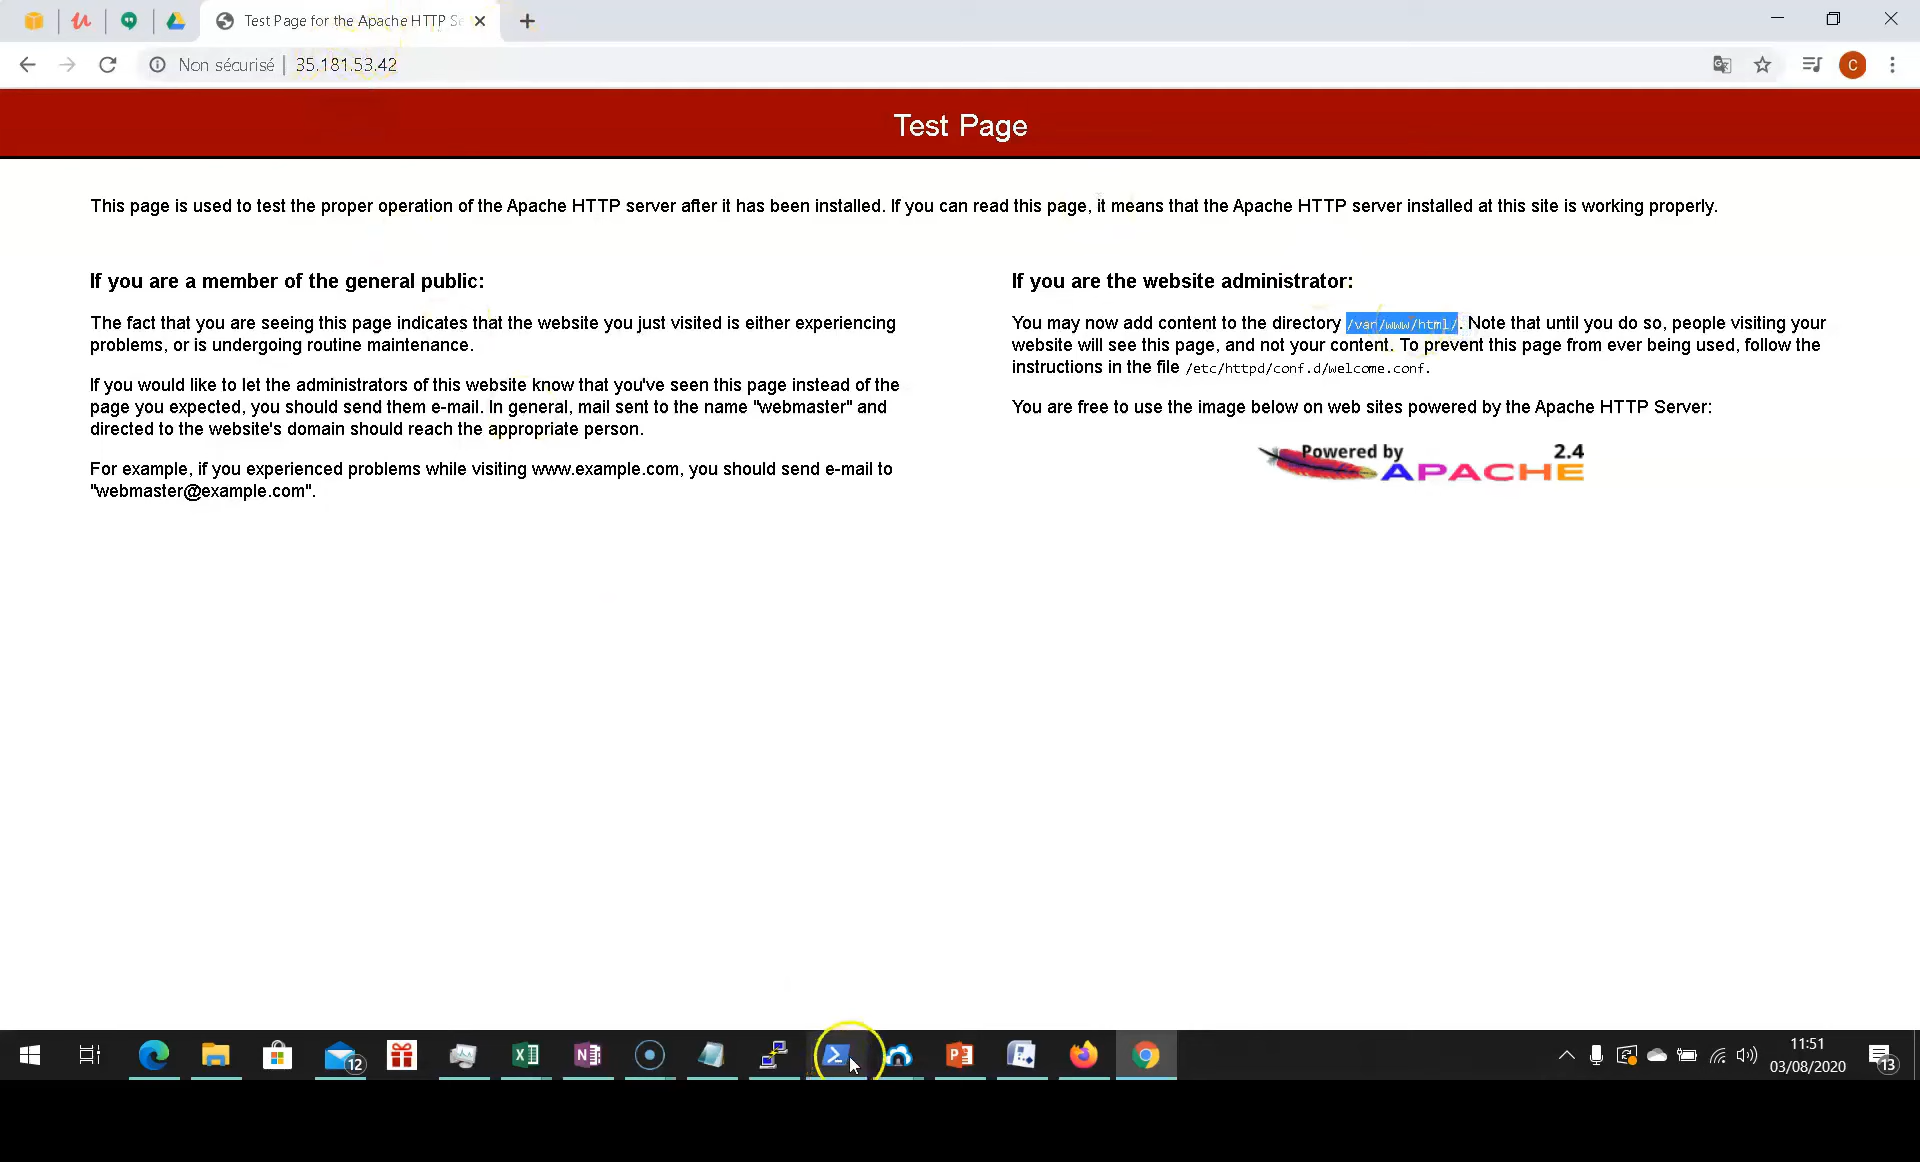 Test Page for the Apache HTTP Se
Non sécurisé | 35.181.53.42
C
Test Page
This page is used to test the proper operation of the Apache HTTP server after it has been installed. If you can read this page, it means that the Apache HTTP server installed at this site is working properly.
If you are a member of the general public:
The fact that you are seeing this page indicates that the website you just visited is either experiencing
problems, or is undergoing routine maintenance.
If you would like to let the administrators of this website know that you've seen this page instead of the
page you expected, you should send them e-mail. In general, mail sent to the name "webmaster" and
directed to the website's domain should reach the appropriate person.
For example, if you experienced problems while visiting www.example.com, you should send e-mail to
"webmaster@example.com".
If you are the website administrator:
You may now add content to the directory /var/www/html/. Note that until you do so, people visiting your
website will see this page, and not your content. To prevent this page from ever being used, follow the
instructions in the file /etc/httpd/conf.d/welcome.conf.
You are free to use the image below on web sites powered by the Apache HTTP Server:
Powered by 2.4
APACHE
12
11:51
03/08/2020
13